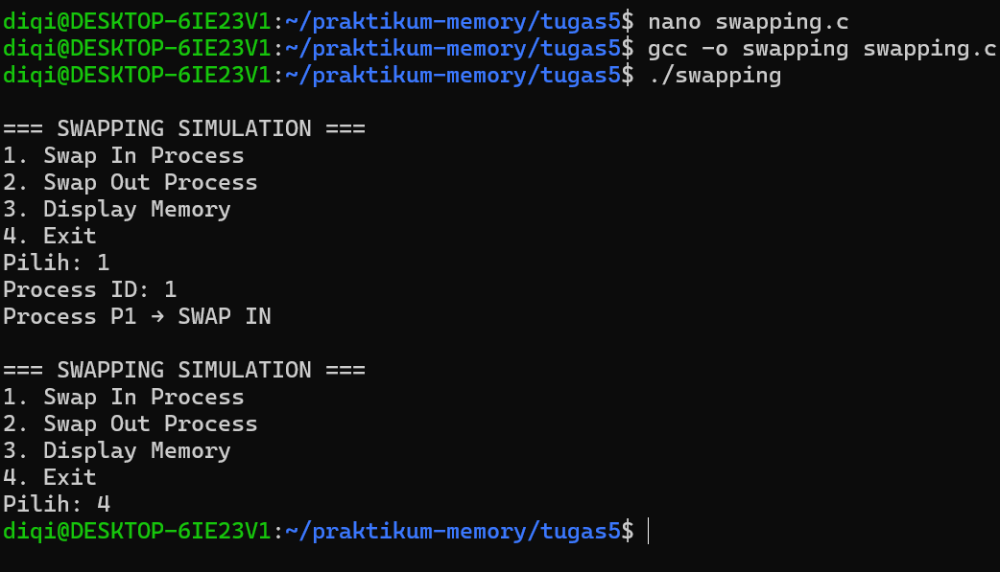 diqi@DESKTOP-6IE23V1:~/praktikum-memory/tugas5$ nano swapping.c
diqi@DESKTOP-6IE23V1:~/praktikum-memory/tugas5$ gcc -o swapping swapping.c
diqi@DESKTOP-6IE23V1:~/praktikum-memory/tugas5$ ./swapping
=== SWAPPING SIMULATION ===
1. Swap In Process
2. Swap Out Process
3. Display Memory
4. Exit
Pilih: 1
Process ID: 1
Process P1 → SWAP IN
=== SWAPPING SIMULATION ===
1. Swap In Process
2. Swap Out Process
3. Display Memory
4. Exit
Pilih: 4
diqi@DESKTOP-6IE23V1:~/praktikum-memory/tugas5$